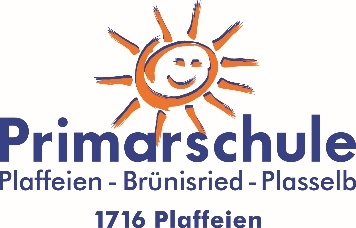 Primarschule
Plaffeien - Brünisried - Plasselb
1716 Plaffeien